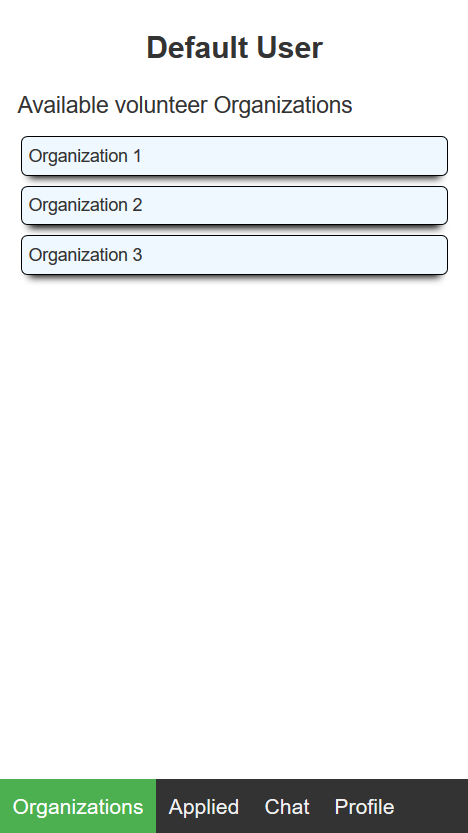 Default User
Available volunteer Organizations
Organization 1
Organization 2
Organization 3
Organizations Applied Chat Profile